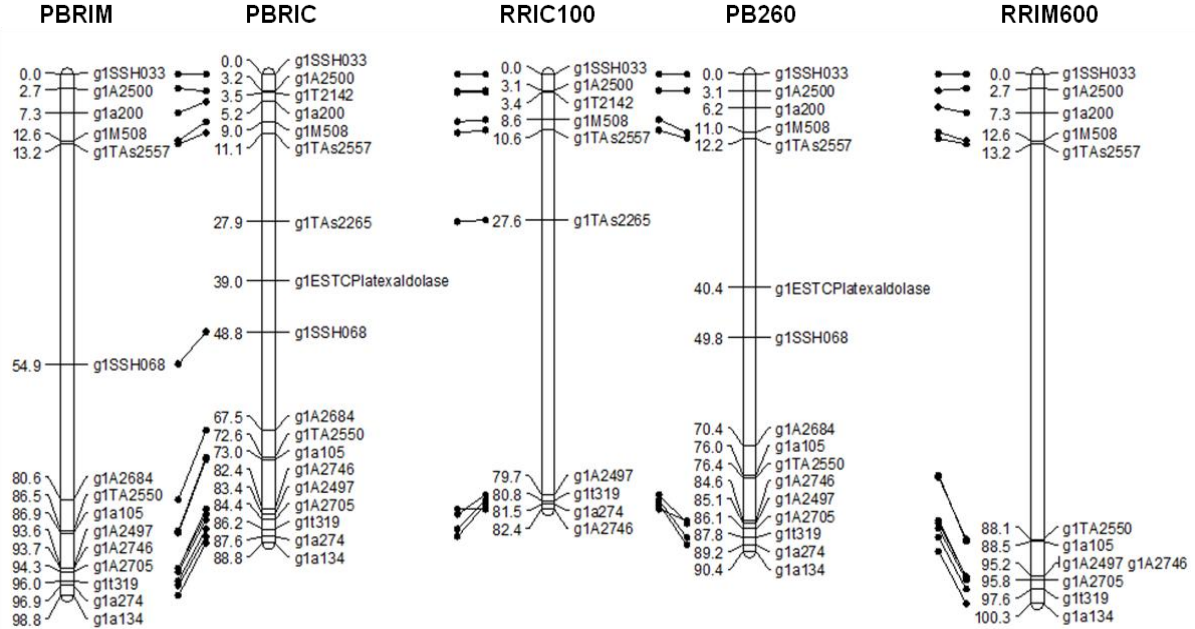 PBRIM PBRIC RRIC100 PB260 RRIM600
0.0 g1SSH033
2.7 g1A2500
7.3 g1a200
12.6 g1M508
13.2 g1TAs2557
54.9 g1SSH068
80.6 g1A2684
86.5 g1TA2550
86.9 g1a105
93.6 g1A2497
93.7 g1A2746
94.3 g1A2705
96.0 g1t319
96.9 g1a274
98.8 g1a134
0.0 g1SSH033
3.2 g1A2500
3.5 g1T2142
5.2 g1a200
9.0 g1M508
11.1 g1TAs2557
27.9 g1TAs2265
39.0 g1ESTCPlatexaldolase
48.8 g1SSH068
67.5 g1A2684
72.6 g1TA2550
73.0 g1a105
82.4 g1A2746
83.4 g1A2497
84.4 g1A2705
86.2 g1t319
87.6 g1a274
88.8 g1a134
0.0 g1SSH033
3.1 g1A2500
3.4 g1T2142
8.6 g1M508
10.6 g1TAs2557
27.6 g1TAs2265
79.7 g1A2497
80.8 g1t319
81.5 g1a274
82.4 g1A2746
0.0 g1SSH033
3.1 g1A2500
6.2 g1a200
11.0 g1M508
12.2 g1TAs2557
40.4 g1ESTCPlatexaldolase
49.8 g1SSH068
70.4 g1A2684
76.0 g1a105
76.4 g1TA2550
84.6 g1A2746
85.1 g1A2497
86.1 g1A2705
87.8 g1t319
89.2 g1a274
90.4 g1a134
0.0 g1SSH033
2.7 g1A2500
7.3 g1a200
12.6 g1M508
13.2 g1TAs2557
88.1 g1TA2550
88.5 g1a105
95.2 g1A2497 g1A2746
95.8 g1A2705
97.6 g1t319
100.3 g1a134